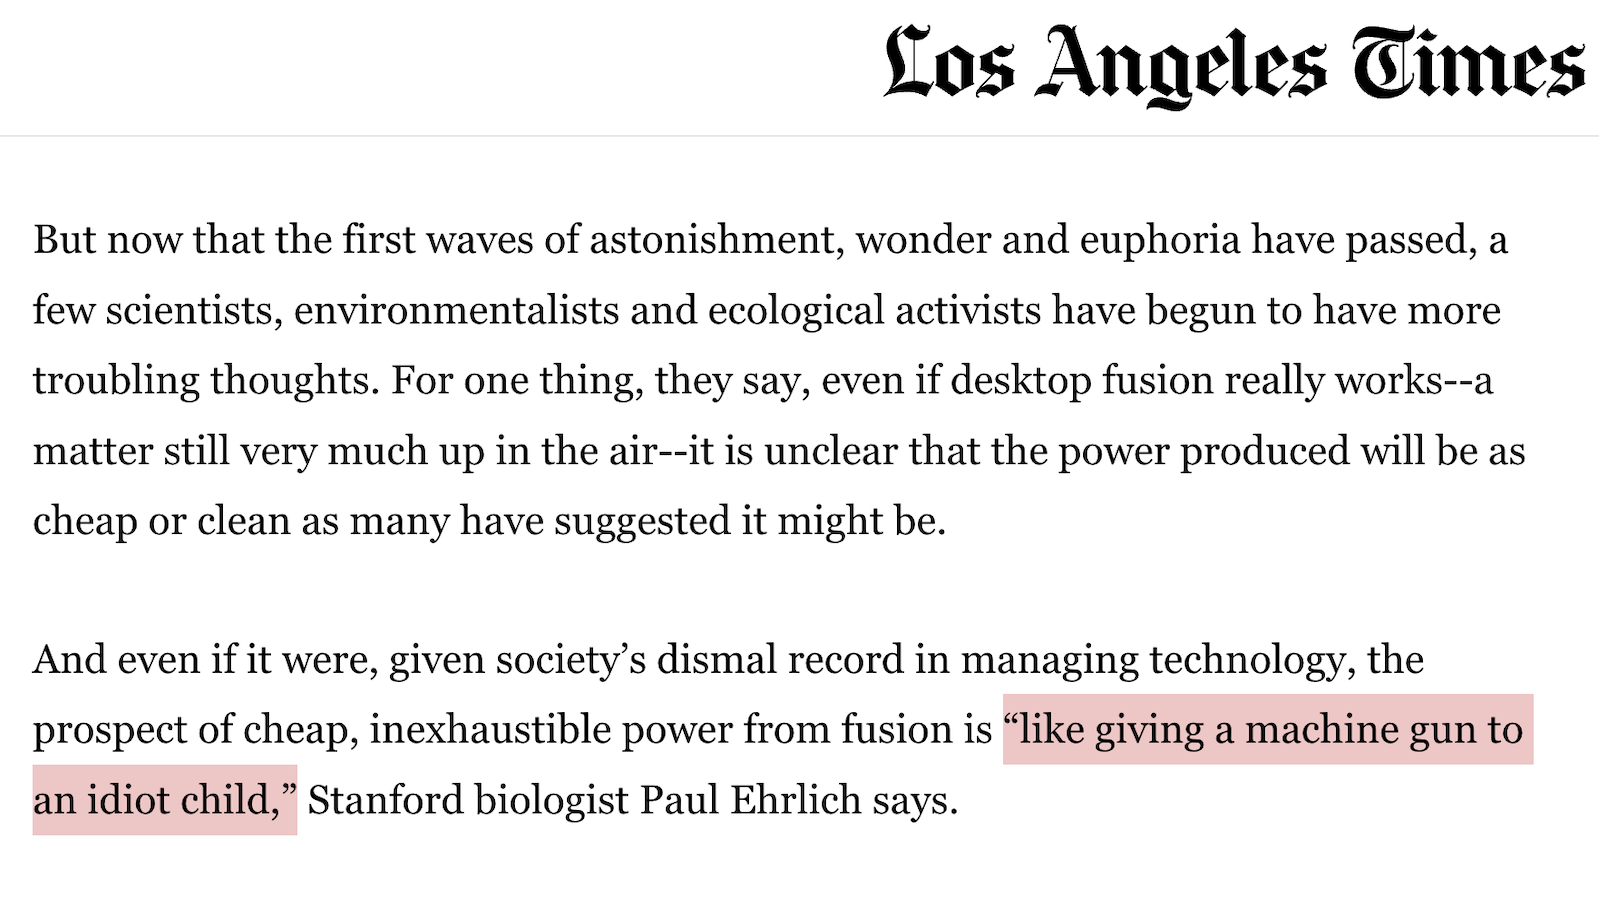 Los Angeles Times
But now that the first waves of astonishment, wonder and euphoria have passed, a
few scientists, environmentalists and ecological activists have begun to have more
troubling thoughts. For one thing, they say, even if desktop fusion really works--a
matter still very much up in the air--it is unclear that the power produced will be as
cheap or clean as many have suggested it might be.
And even if it were, given society’s dismal record in managing technology, the
prospect of cheap, inexhaustible power from fusion is “like giving a machine gun to
an idiot child,” Stanford biologist Paul Ehrlich says.